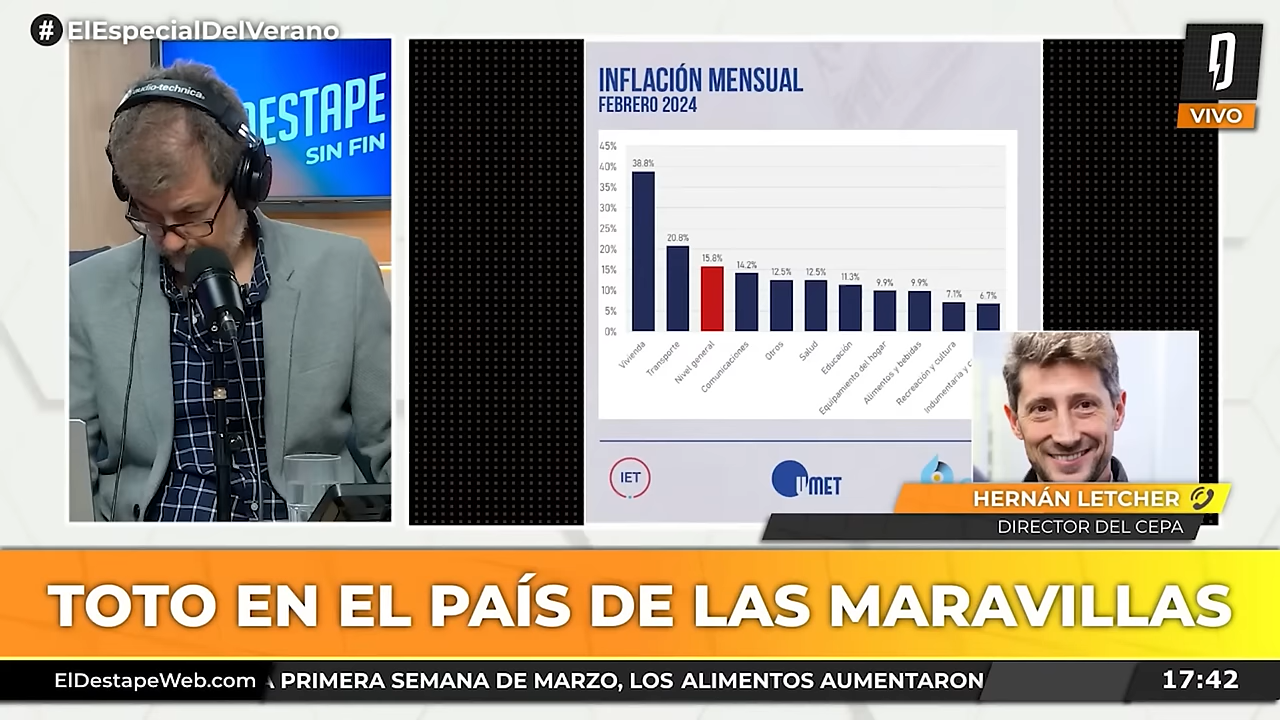 # ElEspecialDelVerano
audio-technica.
DESTAPE
SIN FIN
INFLACIÓN MENSUAL
FEBRERO 2024
45%
40%
35%
30%
25%
20%
15%
10%
5%
0%
38.8%
20.8%
15.8%
14.2%
12.5%
12.5%
11.3%
9.9%
9.9%
7.1%
6.7%
Vivienda
Transporte
Nivel general
Comunicaciones
Otros
Salud
Educación
Equipamiento del hogar
Alimentos y bebidas
Recreación y cultura
Indumentaria y c
IET
UMET
VIVO
HERNÁN LETCHER
DIRECTOR DEL CEPA
TOTO EN EL PAÍS DE LAS MARAVILLAS
ElDestapeWeb.com
A PRIMERA SEMANA DE MARZO, LOS ALIMENTOS AUMENTARON
17:42